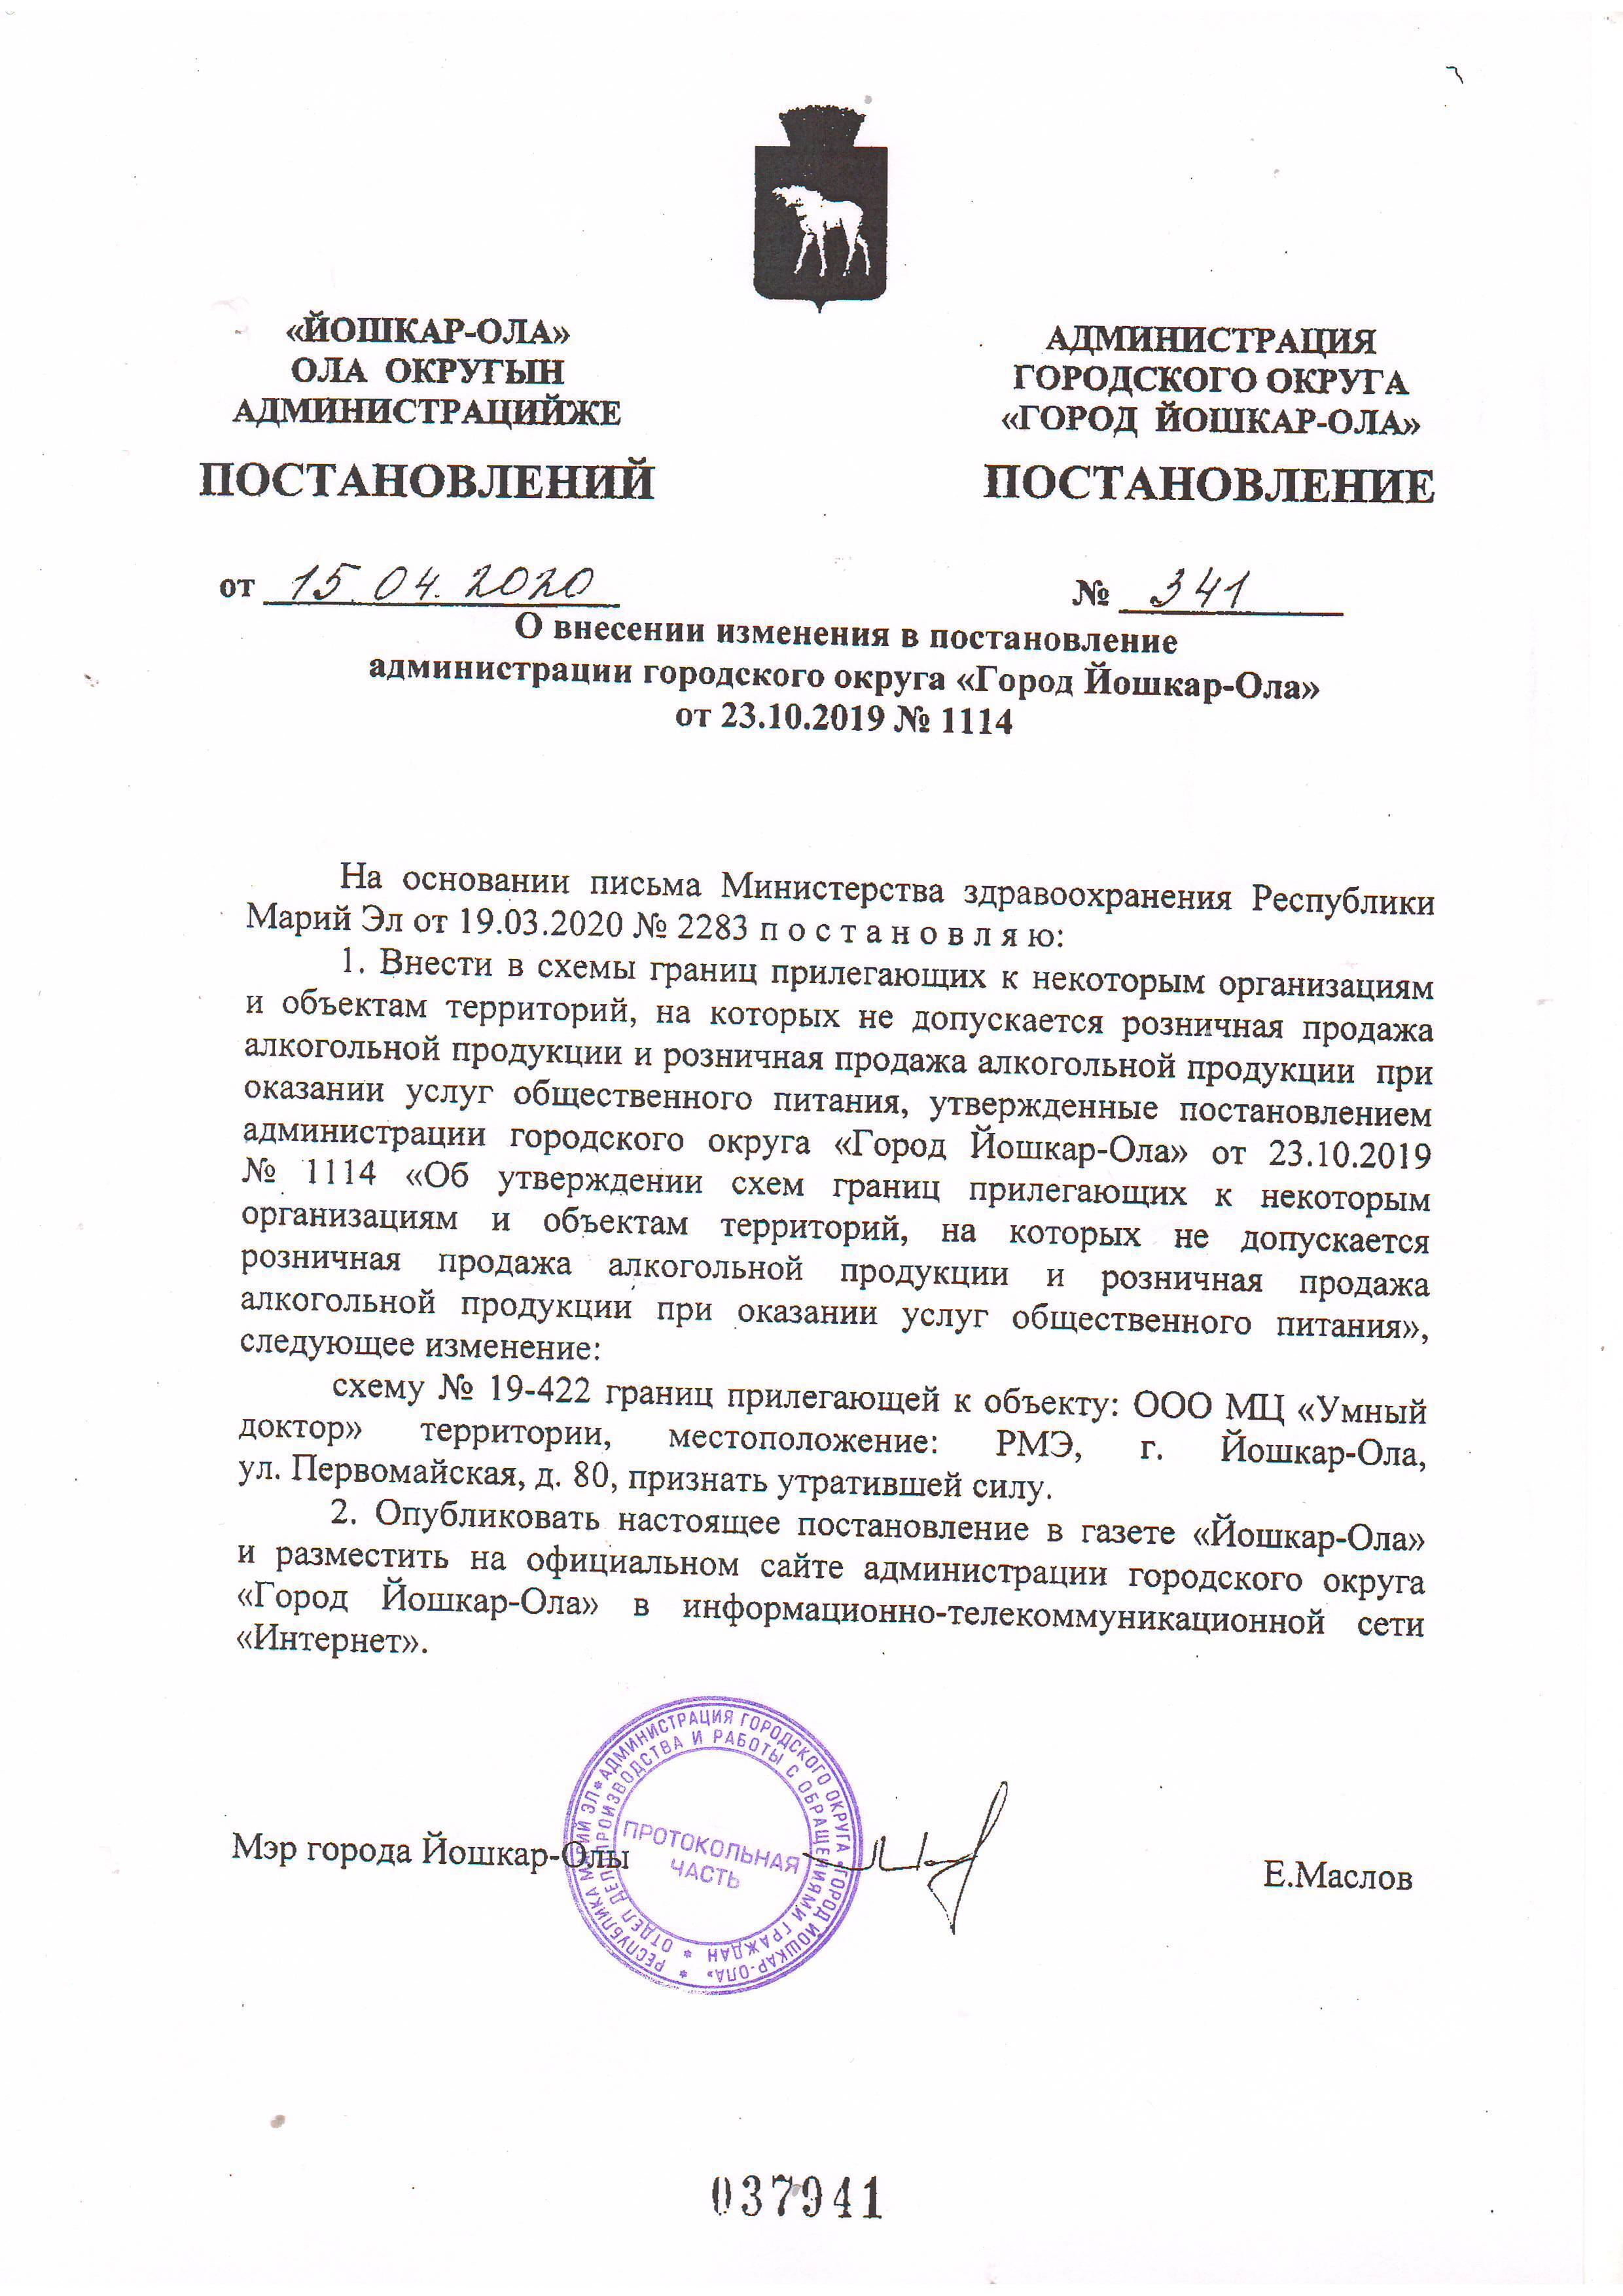 «ЙОШКАР-ОЛА»
ОЛА ОКРУГЫН
АДМИНИСТРАЦИЙЖЕ
ПОСТАНОВЛЕНИЙ
АДМИНИСТРАЦИЯ
ГОРОДСКОГО ОКРУГА
«ГОРОД ЙОШКАР-ОЛА»
ПОСТАНОВЛЕНИЕ
от 15.04.2020
№ 341
О внесении изменения в постановление
администрации городского округа «Город Йошкар-Ола»
от 23.10.2019 № 1114
На основании письма Министерства здравоохранения Республики
Марий Эл от 19.03.2020 № 2283 п о с т а н о в л я ю:
1. Внести в схемы границ прилегающих к некоторым организациям
и объектам территорий, на которых не допускается розничная продажа
алкогольной продукции и розничная продажа алкогольной продукции при
оказании услуг общественного питания, утвержденные постановлением
администрации городского округа «Город Йошкар-Ола» от 23.10.2019
№ 1114 «Об утверждении схем границ прилегающих к некоторым
организациям и объектам территорий, на которых не допускается
розничная продажа алкогольной продукции и розничная продажа
алкогольной продукции при оказании услуг общественного питания»,
следующее изменение:
схему № 19-422 границ прилегающей к объекту: ООО МЦ «Умный
доктор» территории, местоположение: РМЭ, г. Йошкар-Ола,
ул. Первомайская, д. 80, признать утратившей силу.
2. Опубликовать настоящее постановление в газете «Йошкар-Ола»
и разместить на официальном сайте администрации городского округа
«Город Йошкар-Ола» в информационно-телекоммуникационной сети
«Интернет».
РЕСПУБЛИКА МАРИЙ ЭЛ * АДМИНИСТРАЦИЯ ГОРОДСКОГО ОКРУГА «ГОРОД ЙОШКАР-ОЛА» *
ОТДЕЛ ДЕЛОПРОИЗВОДСТВА И РАБОТЫ С ОБРАЩЕНИЯМИ ГРАЖДАН *
ПРОТОКОЛЬНАЯ
ЧАСТЬ
Мэр города Йошкар-Олы
Е.Маслов
037941